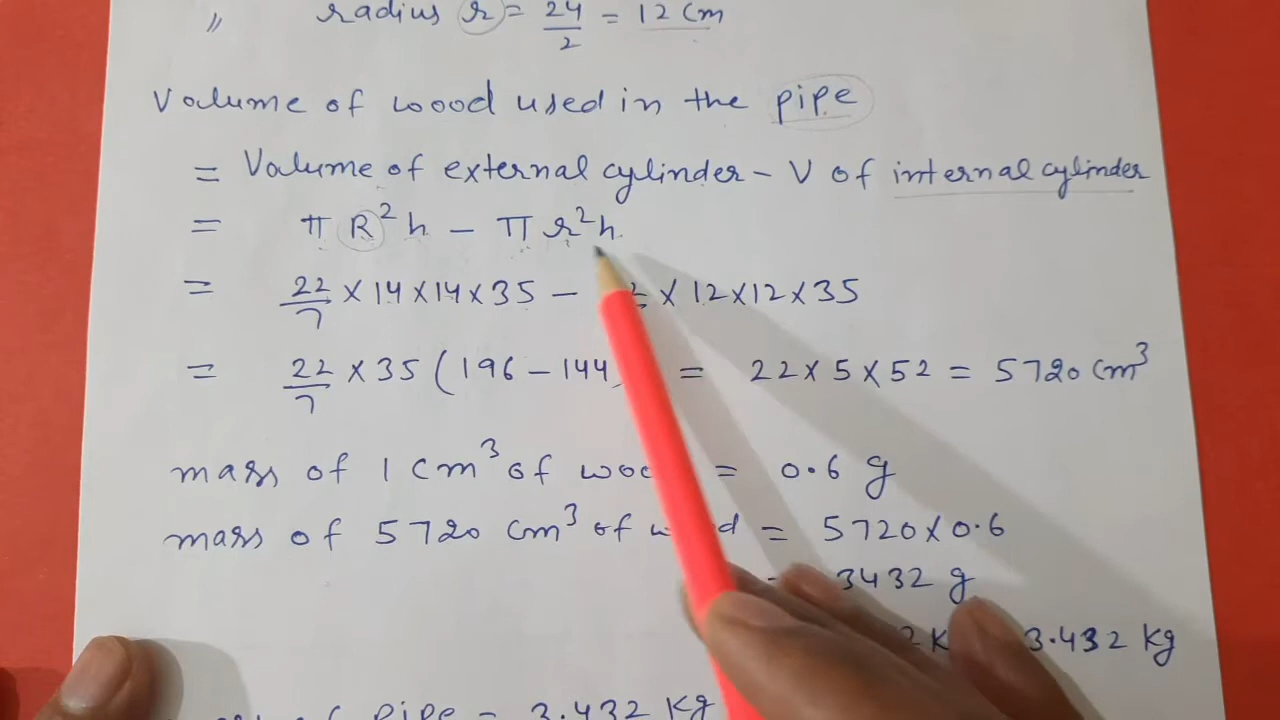 ,, radius r = 24/2 = 12 cm
Volume of wood used in the pipe
= Volume of external cylinder - V of internal cylinder
= π R²h - π r²h
= 22/7 × 14 × 14 × 35 - × 12 × 12 × 35
= 22/7 × 35 (196 - 144 = 22 × 5 × 52 = 5720 cm³
mass of 1 cm³ of = 0.6 g
mass of 5720 cm³ of = 5720 × 0.6
3432 g
3.432 kg
pipe = 3.432 kg